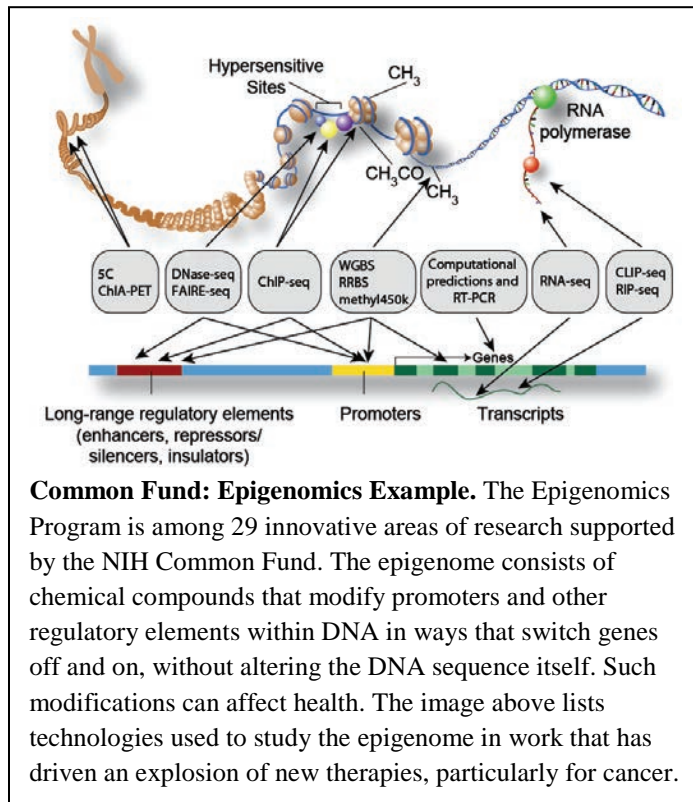 Hypersensitive
Sites
CH3
RNA
polymerase
CH3CO
CH3
5C
ChIA-PET
DNase-seq
FAIRE-seq
ChIP-seq
WGBS
RRBS
methyl450k
Computational
predictions and
RT-PCR
RNA-seq
CLIP-seq
RIP-seq
Genes
Long-range regulatory elements
(enhancers, repressors/
silencers, insulators)
Promoters
Transcripts
Common Fund: Epigenomics Example. The Epigenomics
Program is among 29 innovative areas of research supported
by the NIH Common Fund. The epigenome consists of
chemical compounds that modify promoters and other
regulatory elements within DNA in ways that switch genes
off and on, without altering the DNA sequence itself. Such
modifications can affect health. The image above lists
technologies used to study the epigenome in work that has
driven an explosion of new therapies, particularly for cancer.